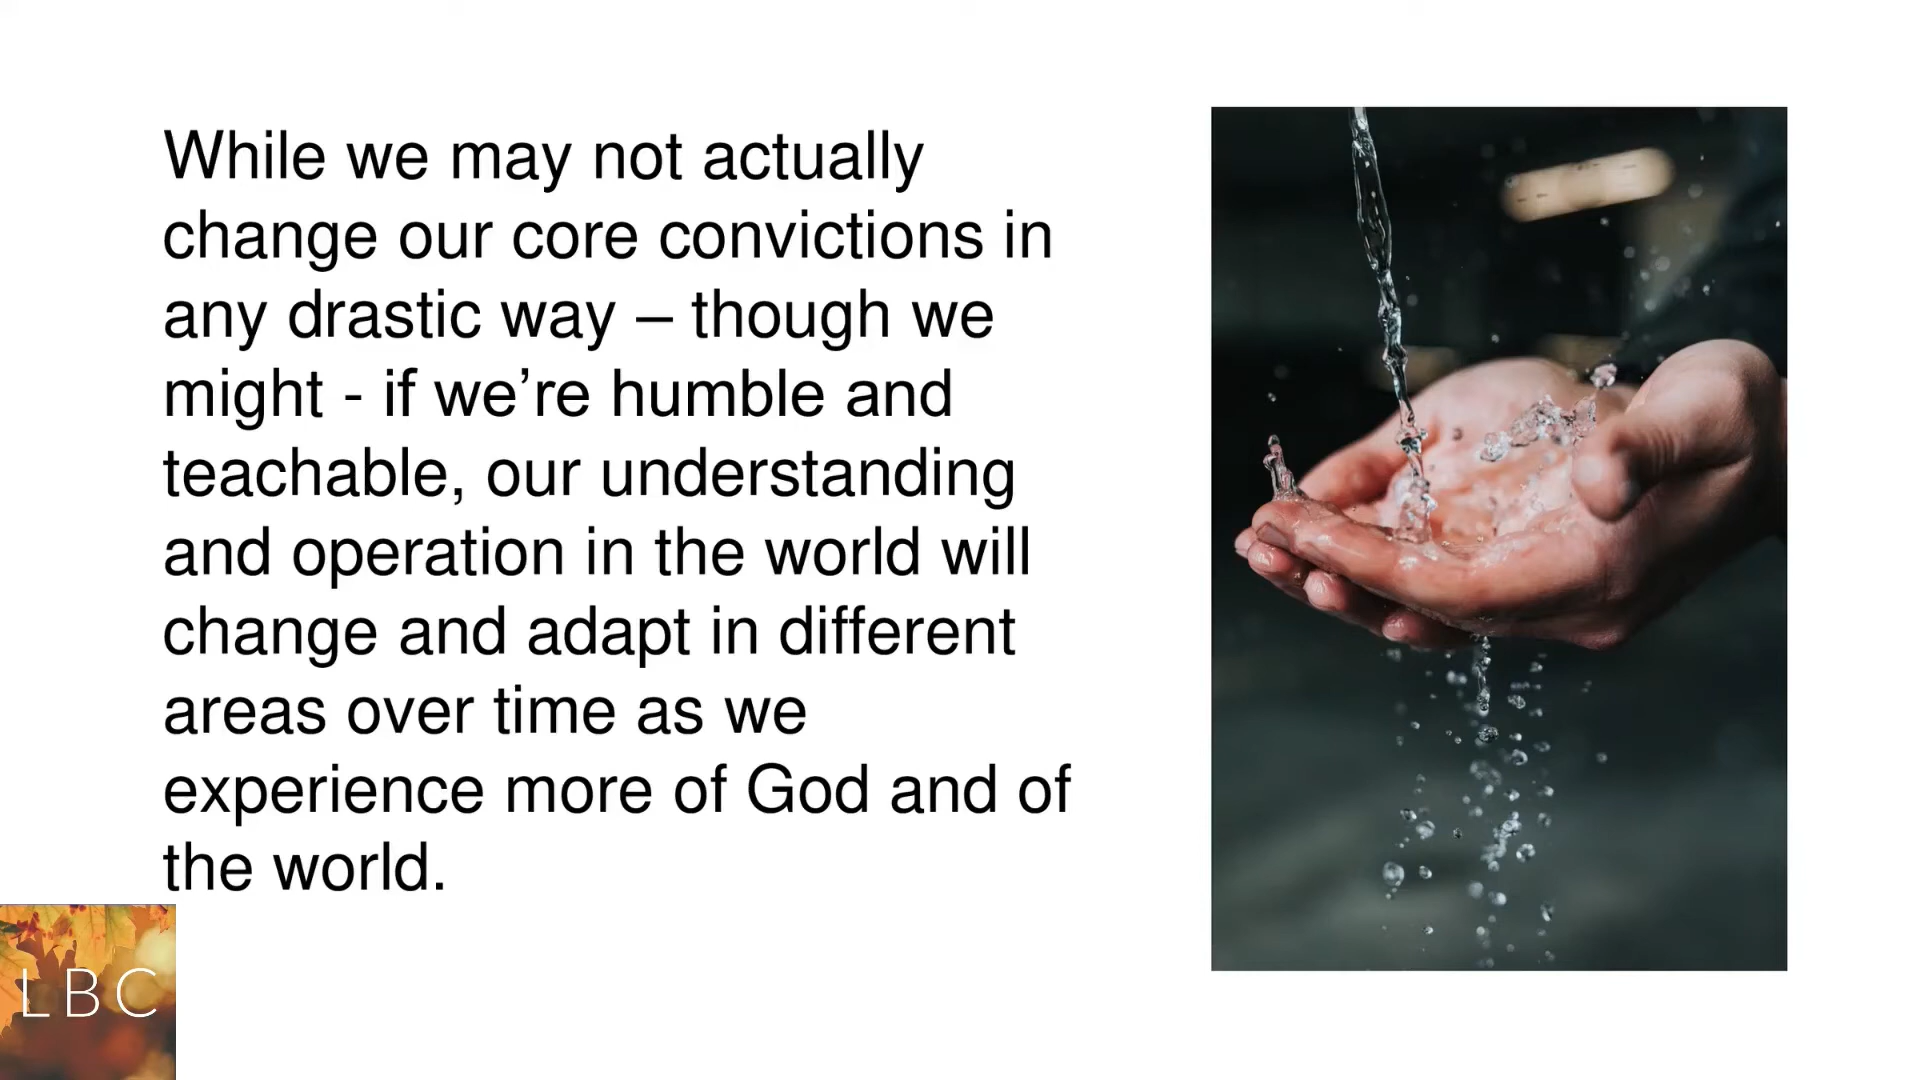 While we may not actually
change our core convictions in
any drastic way – though we
might - if we’re humble and
teachable, our understanding
and operation in the world will
change and adapt in different
areas over time as we
experience more of God and of
the world.
LBC